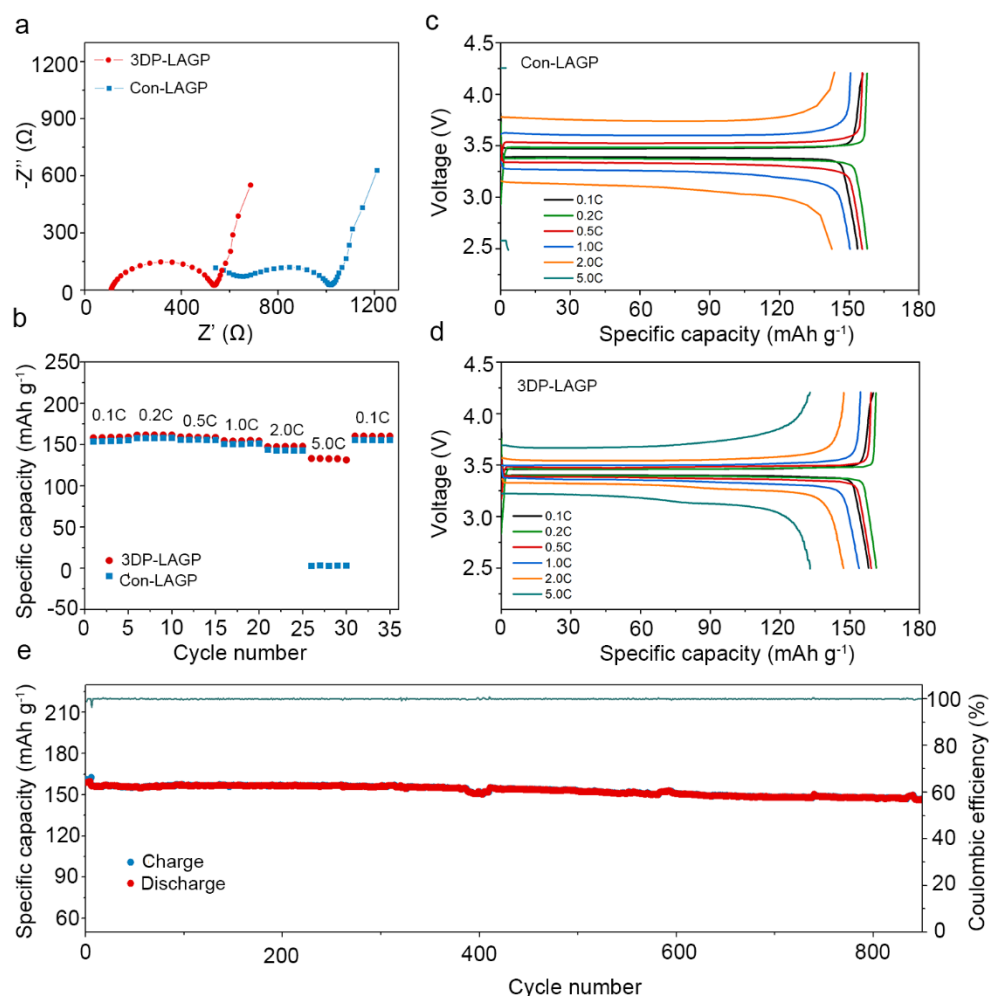 a
1300
900
600
300
0
-Z'' (Ω)
3DP-LAGP
Con-LAGP
0
400
800
1200
Z' (Ω)
b
250
200
150
100
50
0
-50
Specific capacity (mAh g⁻¹)
0.1C 0.2C 0.5C 1.0C 2.0C 5.0C 0.1C
3DP-LAGP
Con-LAGP
0 5 10 15 20 25 30 35
Cycle number
c
4.5
4.0
3.5
3.0
2.5
Voltage (V)
Con-LAGP
0.1C
0.2C
0.5C
1.0C
2.0C
5.0C
0 30 60 90 120 150 180
Specific capacity (mAh g⁻¹)
d
4.5
4.0
3.5
3.0
2.5
Voltage (V)
3DP-LAGP
0.1C
0.2C
0.5C
1.0C
2.0C
5.0C
0 30 60 90 120 150 180
Specific capacity (mAh g⁻¹)
e
210
180
150
120
90
60
Specific capacity (mAh g⁻¹)
Charge
Discharge
100
80
60
40
20
0
Coulombic efficiency (%)
0 200 400 600 800
Cycle number